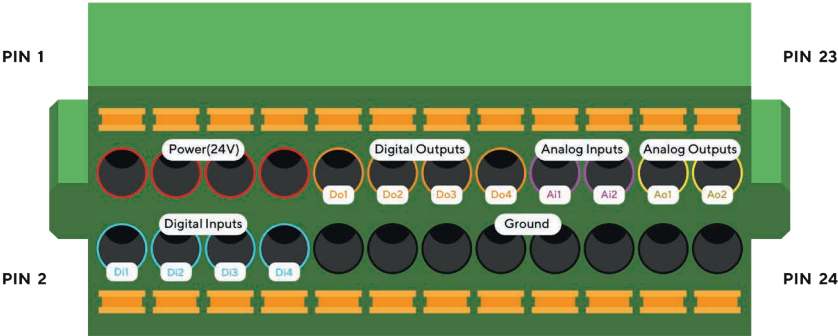 PIN 1
PIN 23
Power(24V)
Digital Outputs
Analog Inputs
Analog Outputs
Do1
Do2
Do3
Do4
Ai1
Ai2
Ao1
Ao2
Digital Inputs
Ground
Di1
Di2
Di3
Di4
PIN 2
PIN 24